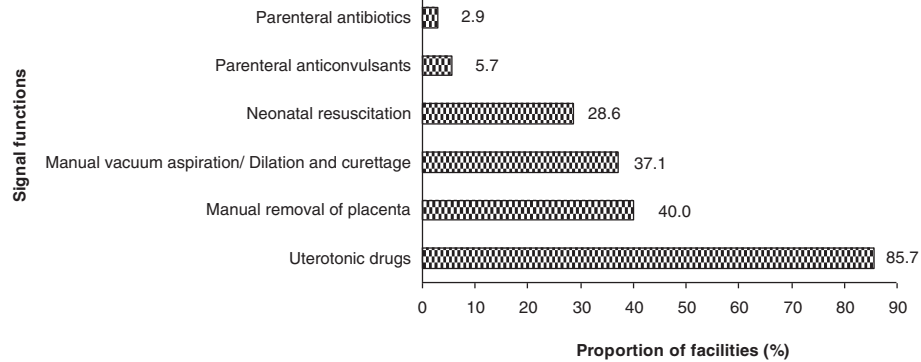 Signal functions
Parenteral antibiotics 2.9
Parenteral anticonvulsants 5.7
Neonatal resuscitation 28.6
Manual vacuum aspiration/ Dilation and curettage 37.1
Manual removal of placenta 40.0
Uterotonic drugs 85.7
0 10 20 30 40 50 60 70 80 90
Proportion of facilities (%)